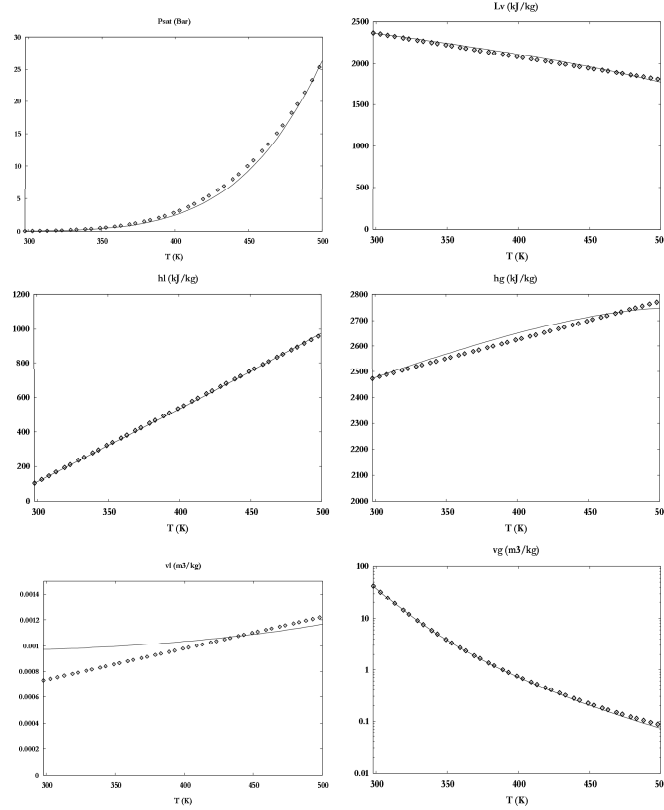 Psat (Bar)
30
25
20
15
10
5
0
300 350 400 450 500
T (K)
Lv (kJ/kg)
2500
2000
1500
1000
500
0
300 350 400 450 50
T (K)
hl (kJ/kg)
1200
1000
800
600
400
200
0
300 350 400 450 500
T (K)
hg (kJ/kg)
2800
2700
2600
2500
2400
2300
2200
2100
2000
300 350 400 450 50
T (K)
vl (m3/kg)
0.0014
0.0012
0.001
0.0008
0.0006
0.0004
0.0002
0
300 350 400 450 500
T (K)
vg (m3/kg)
100
10
1
0.1
0.01
300 350 400 450 50
T (K)